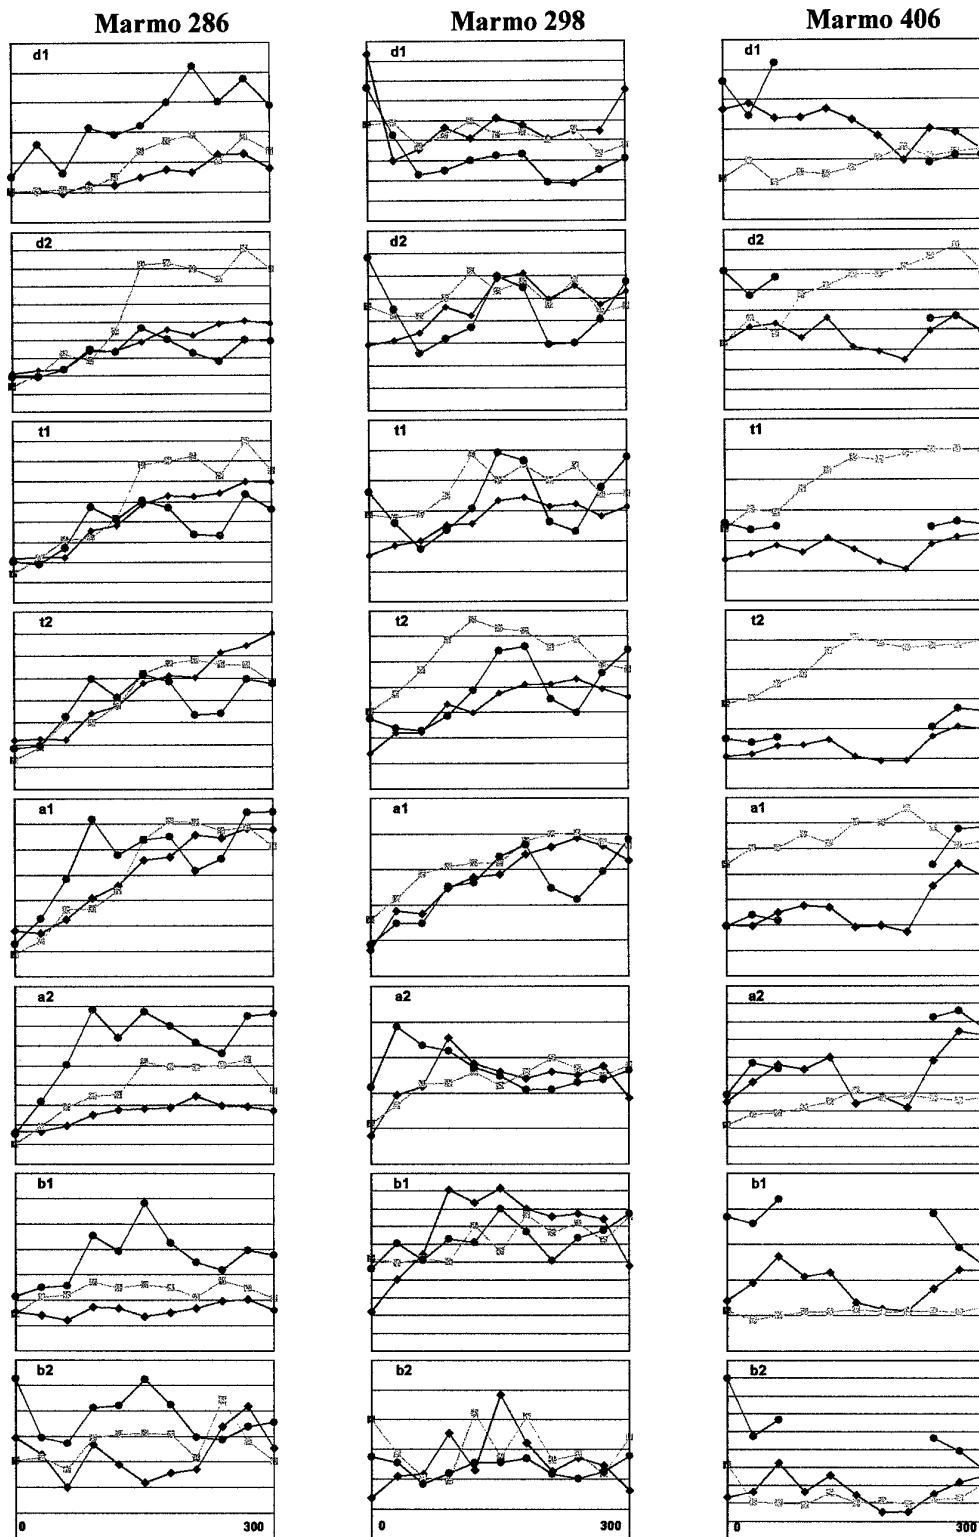 Marmo 286 Marmo 298 Marmo 406
d1 d1 d1
d2 d2 d2
t1 t1 t1
t2 t2 t2
a1 a1 a1
a2 a2 a2
b1 b1 b1
b2 b2 b2
0 300 0 300 0 300